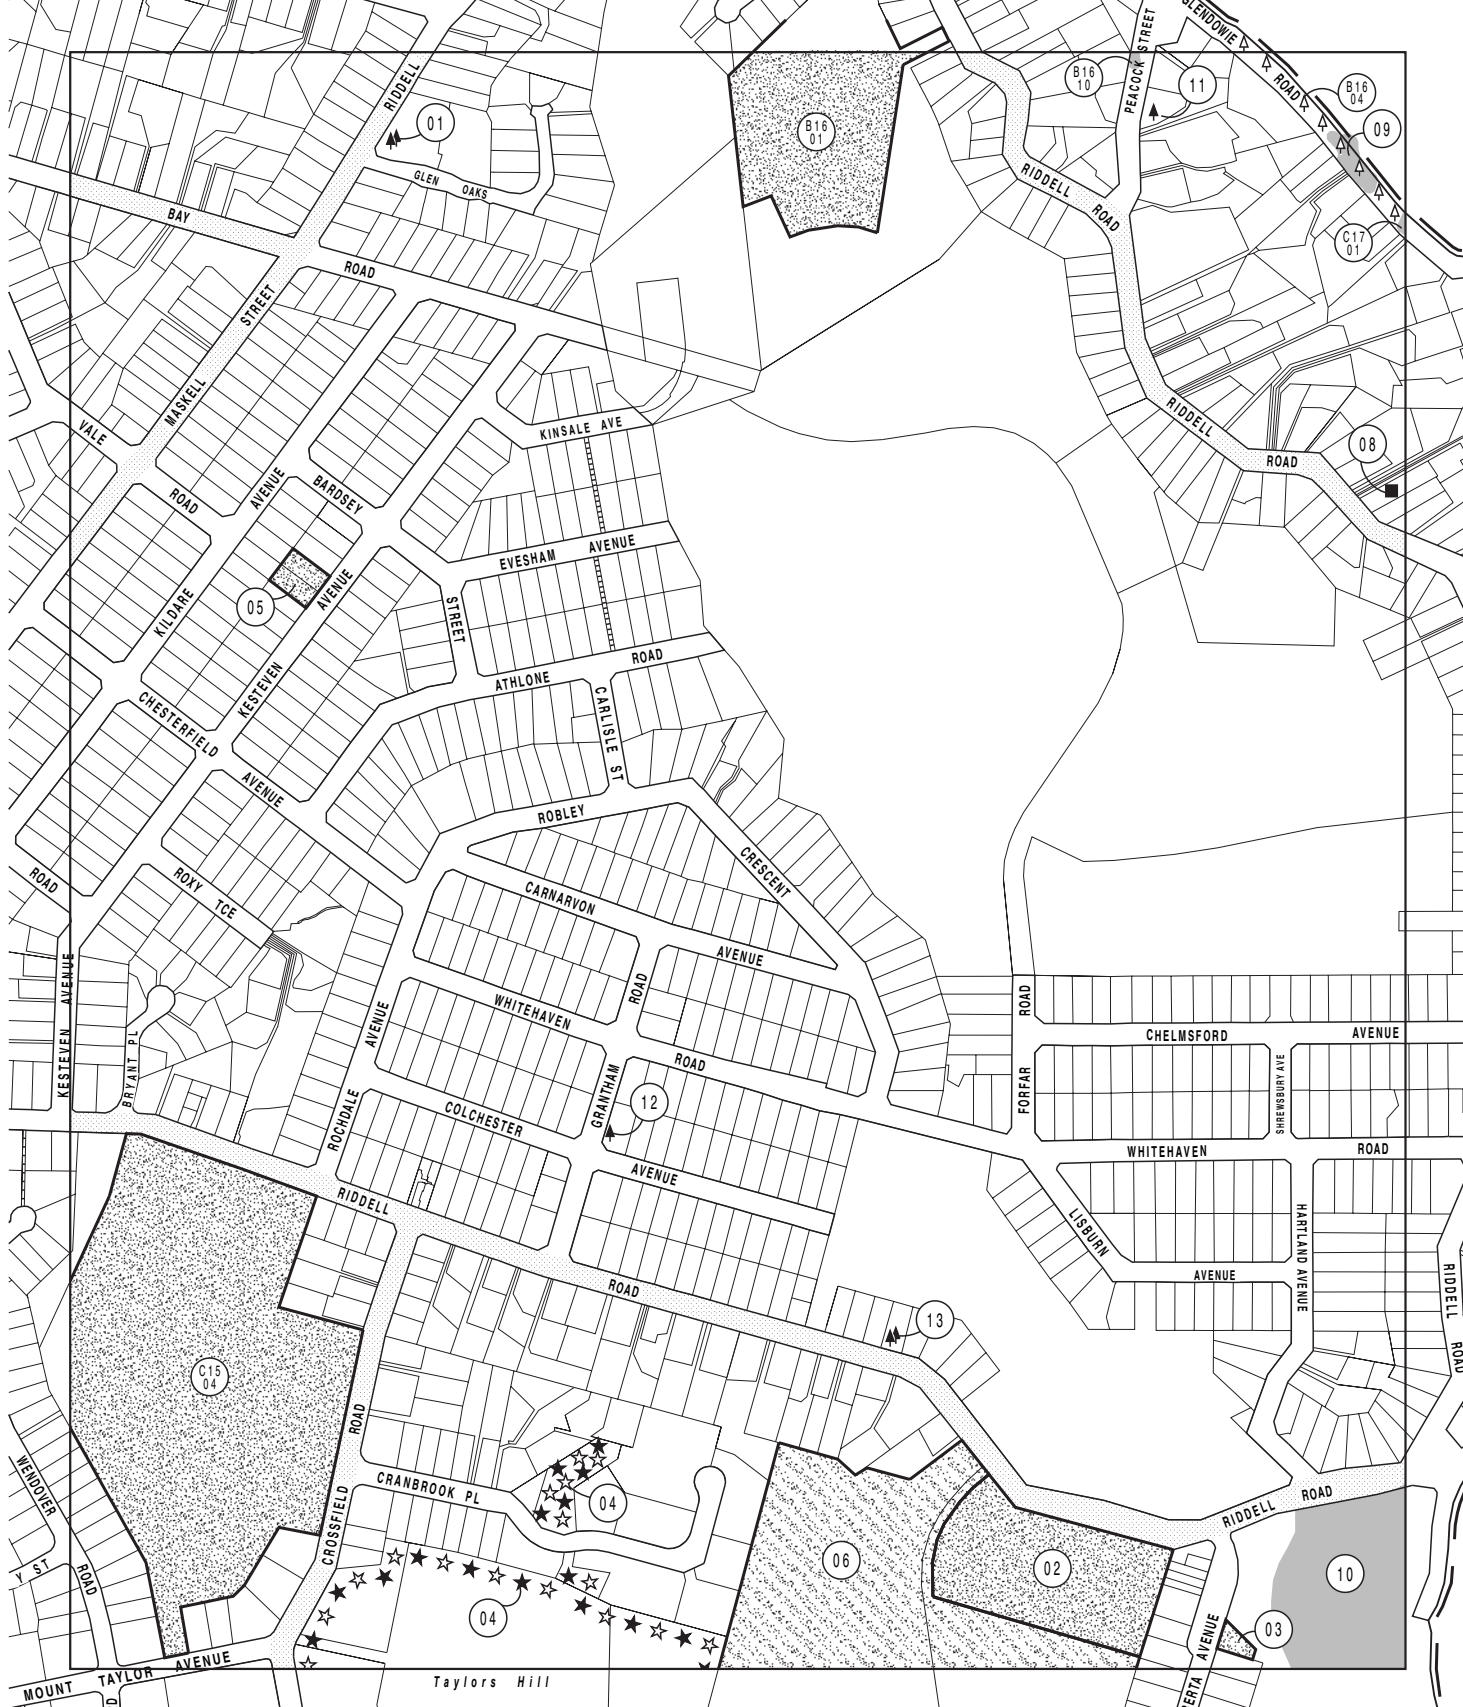 GLENDOWIE
ROAD
PEACOCK STREET
B16
10
11
B16
04
09
C17
01
RIDDELL
01
B16
01
GLEN OAKS
BAY
ROAD
RIDDELL
ROAD
MASKELL
STREET
VALE
ROAD
KINSALE AVE
RIDDELL
ROAD
08
AVENUE
BARDSEY
STREET
EVESHAM AVENUE
05
KILDARE
AVENUE
KESTEVEN
ATHLONE
ROAD
CARLISLE ST
CHESTERFIELD
AVENUE
ROBLEY
CRESCENT
ROAD
ROXY
TCE
CARNARVON
AVENUE
WHITEHAVEN
ROAD
ROAD
GRANTHAM
AVENUE
ROCHDALE
KESTEVEN AVENUE
BRYANT PL
COLCHESTER
AVENUE
12
ROAD
FORFAR
CHELMSFORD
AVENUE
SHREWSBURY AVE
WHITEHAVEN
ROAD
LISBURN
AVENUE
HARTLAND AVENUE
RIDDELL
ROAD
RIDDELL
ROAD
13
C15
04
ROAD
CROSSFIELD
CRANBROOK PL
04
04
06
02
RIDDELL
ROAD
10
03
WENDOVER
ROAD
Y ST
MOUNT TAYLOR AVENUE
D
Taylors Hill
ERTA AVENUE